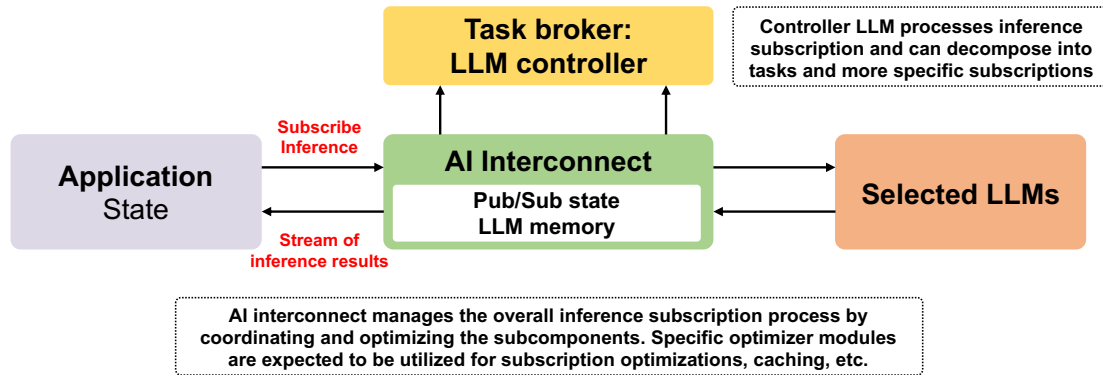 Task broker:
LLM controller
Controller LLM processes inference
subscription and can decompose into
tasks and more specific subscriptions
Subscribe
Inference
Application
State
AI Interconnect
Pub/Sub state
LLM memory
Selected LLMs
Stream of
inference results
AI interconnect manages the overall inference subscription process by
coordinating and optimizing the subcomponents. Specific optimizer modules
are expected to be utilized for subscription optimizations, caching, etc.